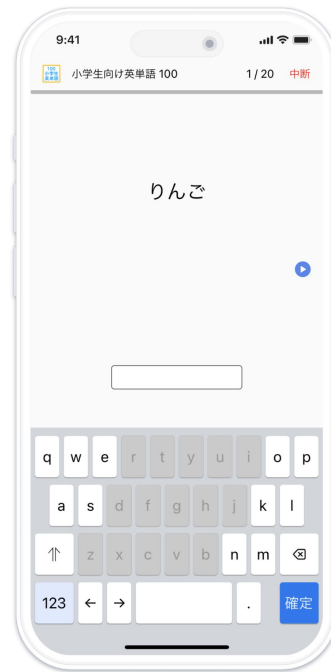 9:41
100
小学生
英単語
小学生向け英単語 100
1 / 20
中断
りんご
q w e r t y u i o p
a s d f g h j k l
z x c v b n m
123 ← → . 確定